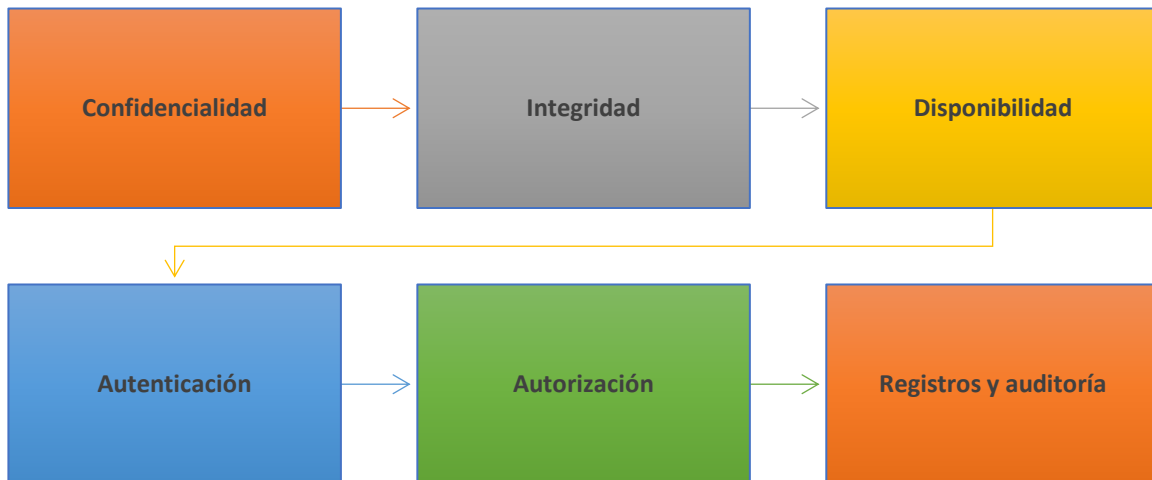 Confidencialidad
Integridad
Disponibilidad
Autenticación
Autorización
Registros y auditoría